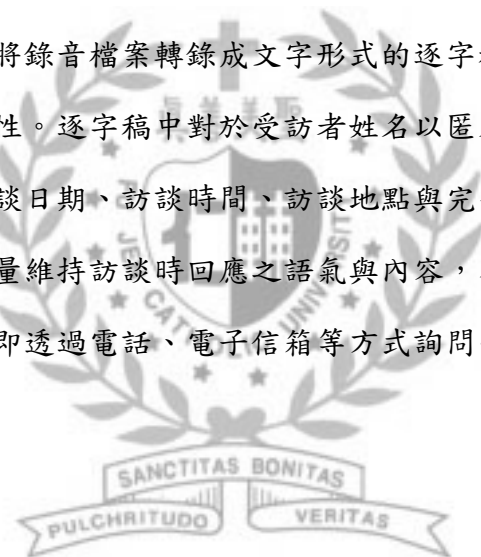 將錄音檔案轉錄成文字形式的逐字
性。逐字稿中對於受訪者姓名以匿
談日期、訪談時間、訪談地點與完
量維持訪談時回應之語氣與內容，
即透過電話、電子信箱等方式詢問
SANCTITAS BONITAS
PULCHRITUDO VERITAS